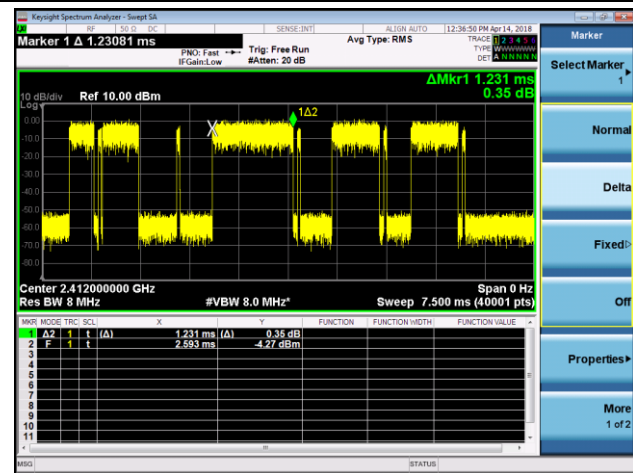 Keysight Spectrum Analyzer - Swept SA
RF 50 Ω DC SENSE:INT ALIGN AUTO 12:36:50 PM Apr 14, 2018
Marker 1 Δ 1.23081 ms
PNO: Fast
IFGain:Low
Trig: Free Run
#Atten: 20 dB
Avg Type: RMS
TRACE 1 2 3 4 5 6
TYPE WWWWWW
DET A N N N N N
ΔMkr1 1.231 ms
0.35 dB
10 dB/div Ref 10.00 dBm
Log
0.00
-10.0
-20.0
-30.0
-40.0
-50.0
-60.0
-70.0
-80.0
X
1Δ2
Center 2.412000000 GHz Span 0 Hz
Res BW 8 MHz #VBW 8.0 MHz* Sweep 7.500 ms (40001 pts)
MKR MODE TRC SCL X Y FUNCTION FUNCTION WIDTH FUNCTION VALUE
1 Δ2 1 t (Δ) 1.231 ms (Δ) 0.35 dB
2 F 1 t 2.593 ms -4.27 dBm
3
4
5
6
7
8
9
10
11
MSG STATUS
Marker
Select Marker
1
Normal
Delta
Fixed
Off
Properties
More
1 of 2